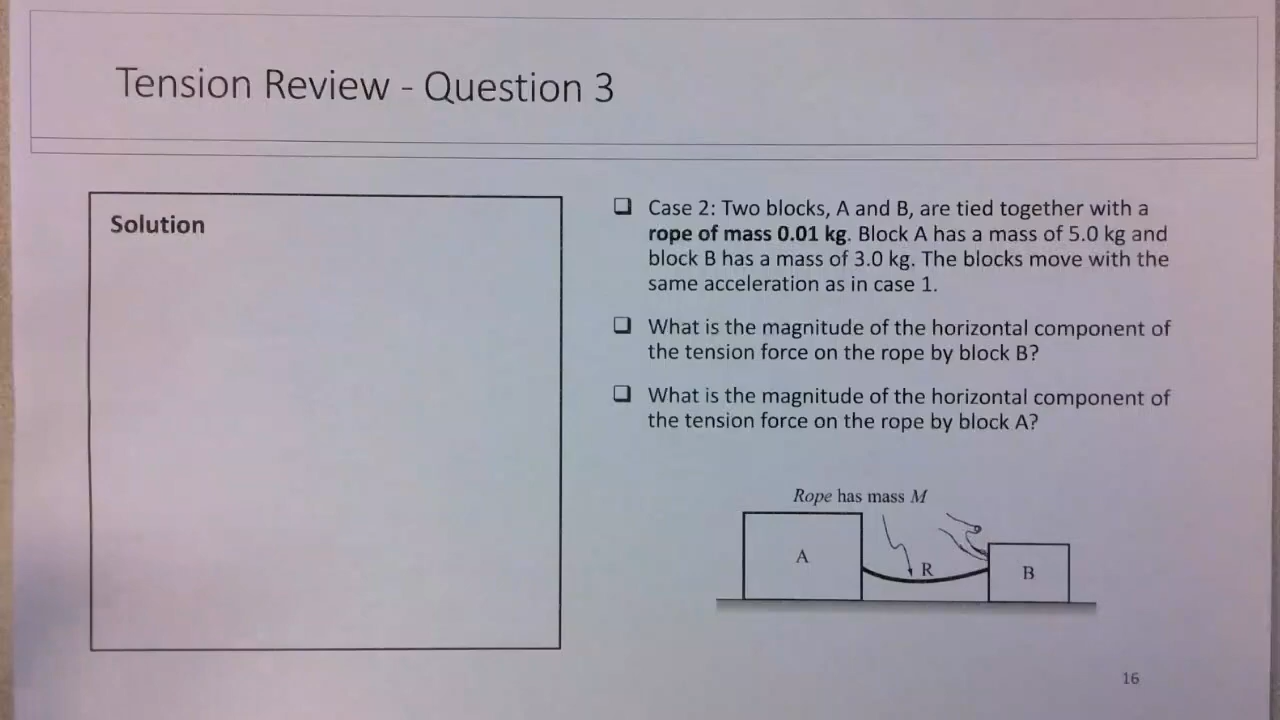 Tension Review - Question 3
Solution
❑ Case 2: Two blocks, A and B, are tied together with a
rope of mass 0.01 kg. Block A has a mass of 5.0 kg and
block B has a mass of 3.0 kg. The blocks move with the
same acceleration as in case 1.
❑ What is the magnitude of the horizontal component of
the tension force on the rope by block B?
❑ What is the magnitude of the horizontal component of
the tension force on the rope by block A?
Rope has mass M
A
R
B
16